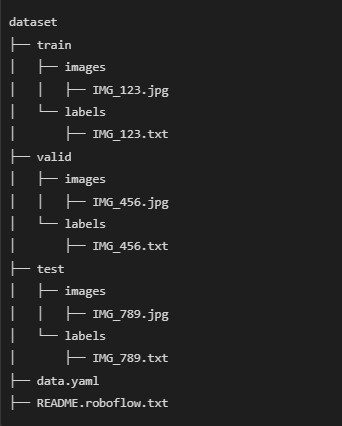 dataset
├── train
│   ├── images
│   │   ├── IMG_123.jpg
│   └── labels
│       ├── IMG_123.txt
├── valid
│   ├── images
│   │   ├── IMG_456.jpg
│   └── labels
│       ├── IMG_456.txt
├── test
│   ├── images
│   │   ├── IMG_789.jpg
│   └── labels
│       ├── IMG_789.txt
├── data.yaml
├── README.roboflow.txt